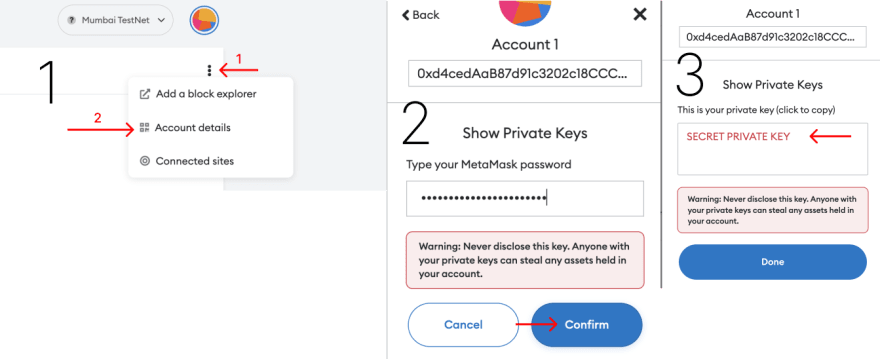 Mumbai TestNet
1
1
Add a block explorer
2
Account details
Connected sites
Back
Account 1
0xd4cedAaB87d91c3202c18CCC...
2
Show Private Keys
Type your MetaMask password
Warning: Never disclose this key. Anyone with
your private keys can steal any assets held in
your account.
Cancel
Confirm
Account 1
0xd4cedAaB87d91c3202c18CCC...
3
Show Private Keys
This is your private key (click to copy)
SECRET PRIVATE KEY
Warning: Never disclose this key. Anyone with
your private keys can steal any assets held in
your account.
Done